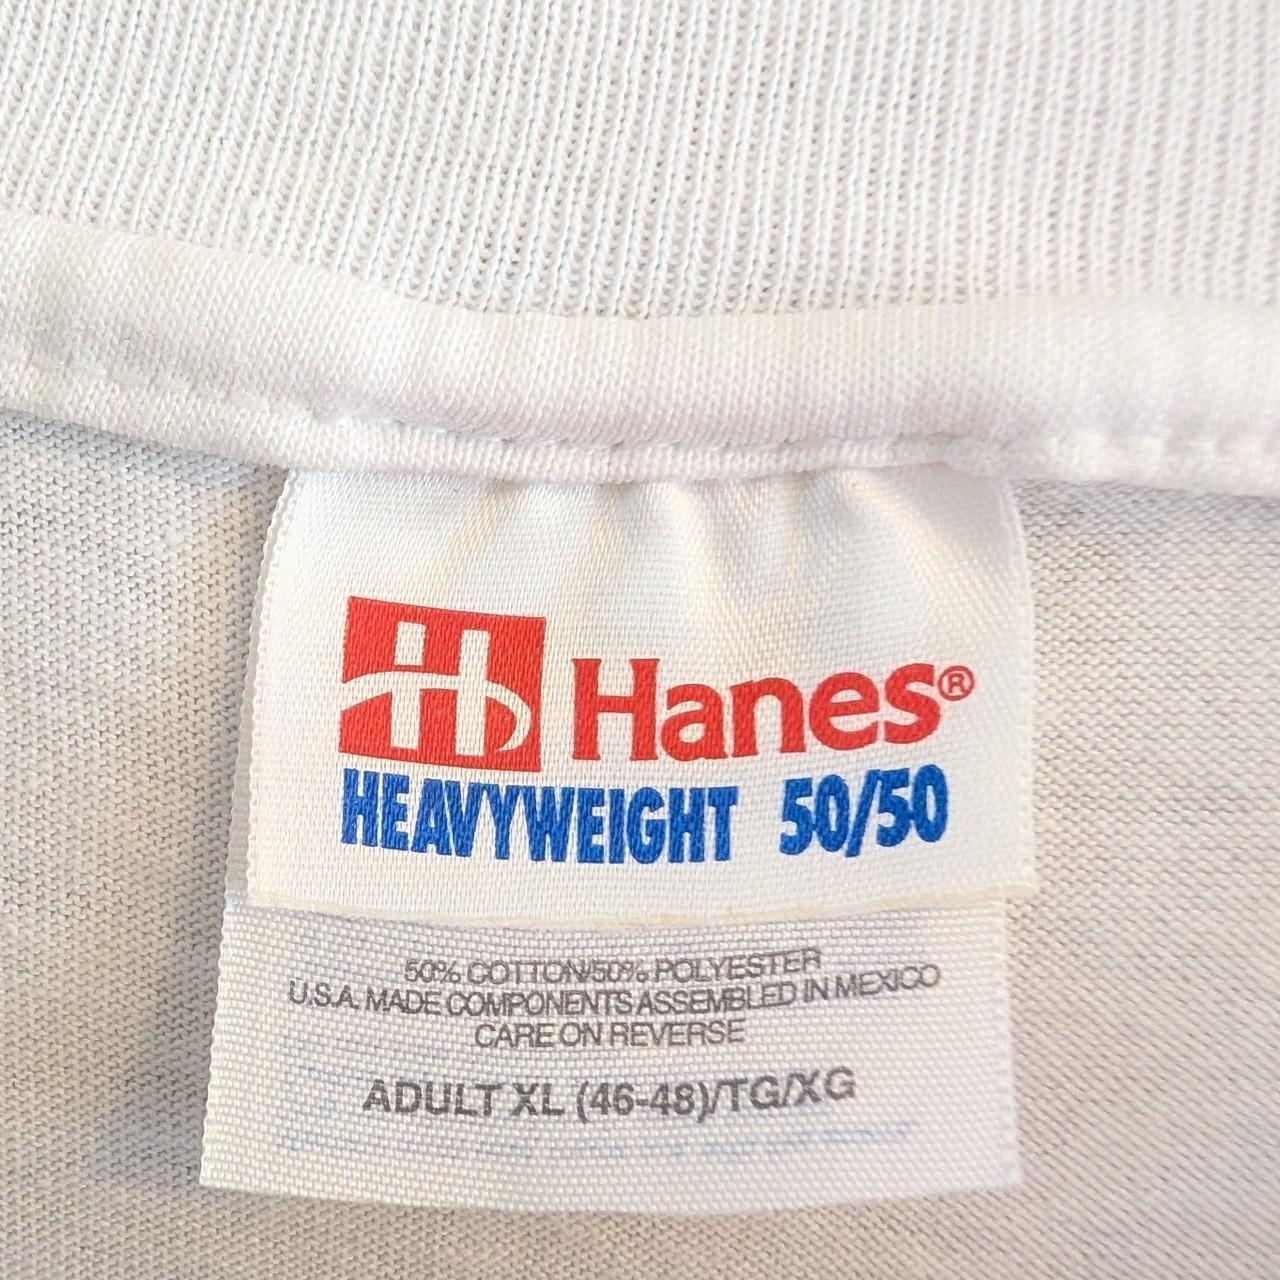 Hanes®
HEAVYWEIGHT 50/50
50% COTTON/50% POLYESTER
U.S.A. MADE COMPONENTS ASSEMBLED IN MEXICO
CARE ON REVERSE
ADULT XL (46-48)/TG/XG